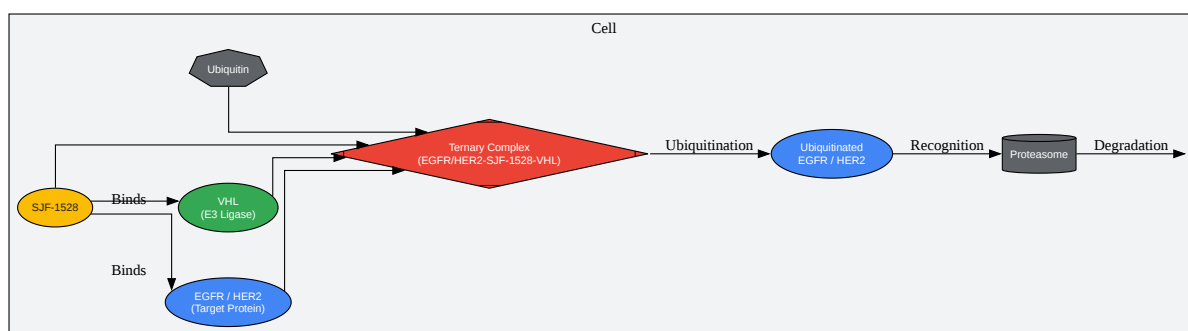 Cell
Ubiquitin
Ternary Complex
(EGFR/HER2-SJF-1528-VHL)
Ubiquitination
Ubiquitinated
EGFR / HER2
Recognition
Proteasome
Degradation
SJF-1528
Binds
VHL
(E3 Ligase)
Binds
EGFR / HER2
(Target Protein)